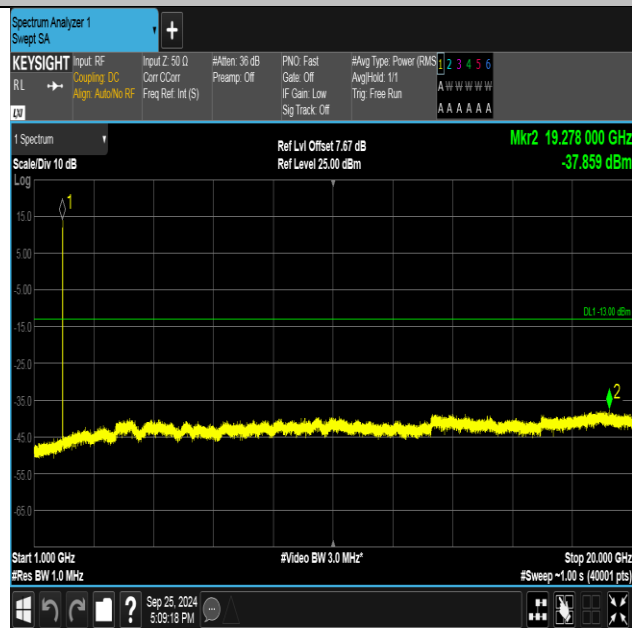 Spectrum Analyzer 1
Swept SA
+
KEYSIGHT
RL
LXI
Input: RF
Coupling: DC
Align: Auto/No RF
Input Z: 50 Ω
Corr CCorr
Freq Ref: Int (S)
#Atten: 36 dB
Preamp: Off
PNO: Fast
Gate: Off
IF Gain: Low
Sig Track: Off
#Avg Type: Power (RMS
Avg|Hold: 1/1
Trig: Free Run
1 2 3 4 5 6
A W W W W W
A A A A A A
1 Spectrum
Scale/Div 10 dB
Log
Ref Lvl Offset 7.67 dB
Ref Level 25.00 dBm
Mkr2 19.278 000 GHz
-37.859 dBm
1
15.0
5.00
-5.00
DL1 -13.00 dBm
-15.0
-25.0
-35.0
2
-45.0
-55.0
-65.0
Start 1.000 GHz
#Video BW 3.0 MHz*
Stop 20.000 GHz
#Res BW 1.0 MHz
#Sweep ~1.00 s (40001 pts)
?
Sep 25, 2024
5:09:18 PM